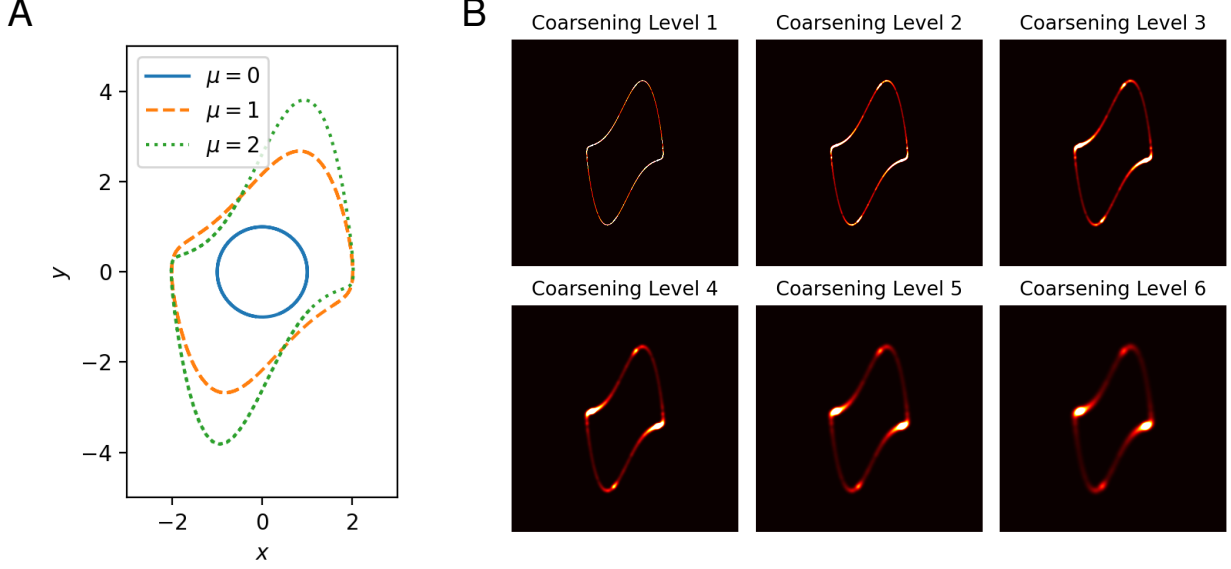 A
4
2
0
−2
−4
y
−2 0 2
x
μ = 0
μ = 1
μ = 2
B
Coarsening Level 1
Coarsening Level 2
Coarsening Level 3
Coarsening Level 4
Coarsening Level 5
Coarsening Level 6